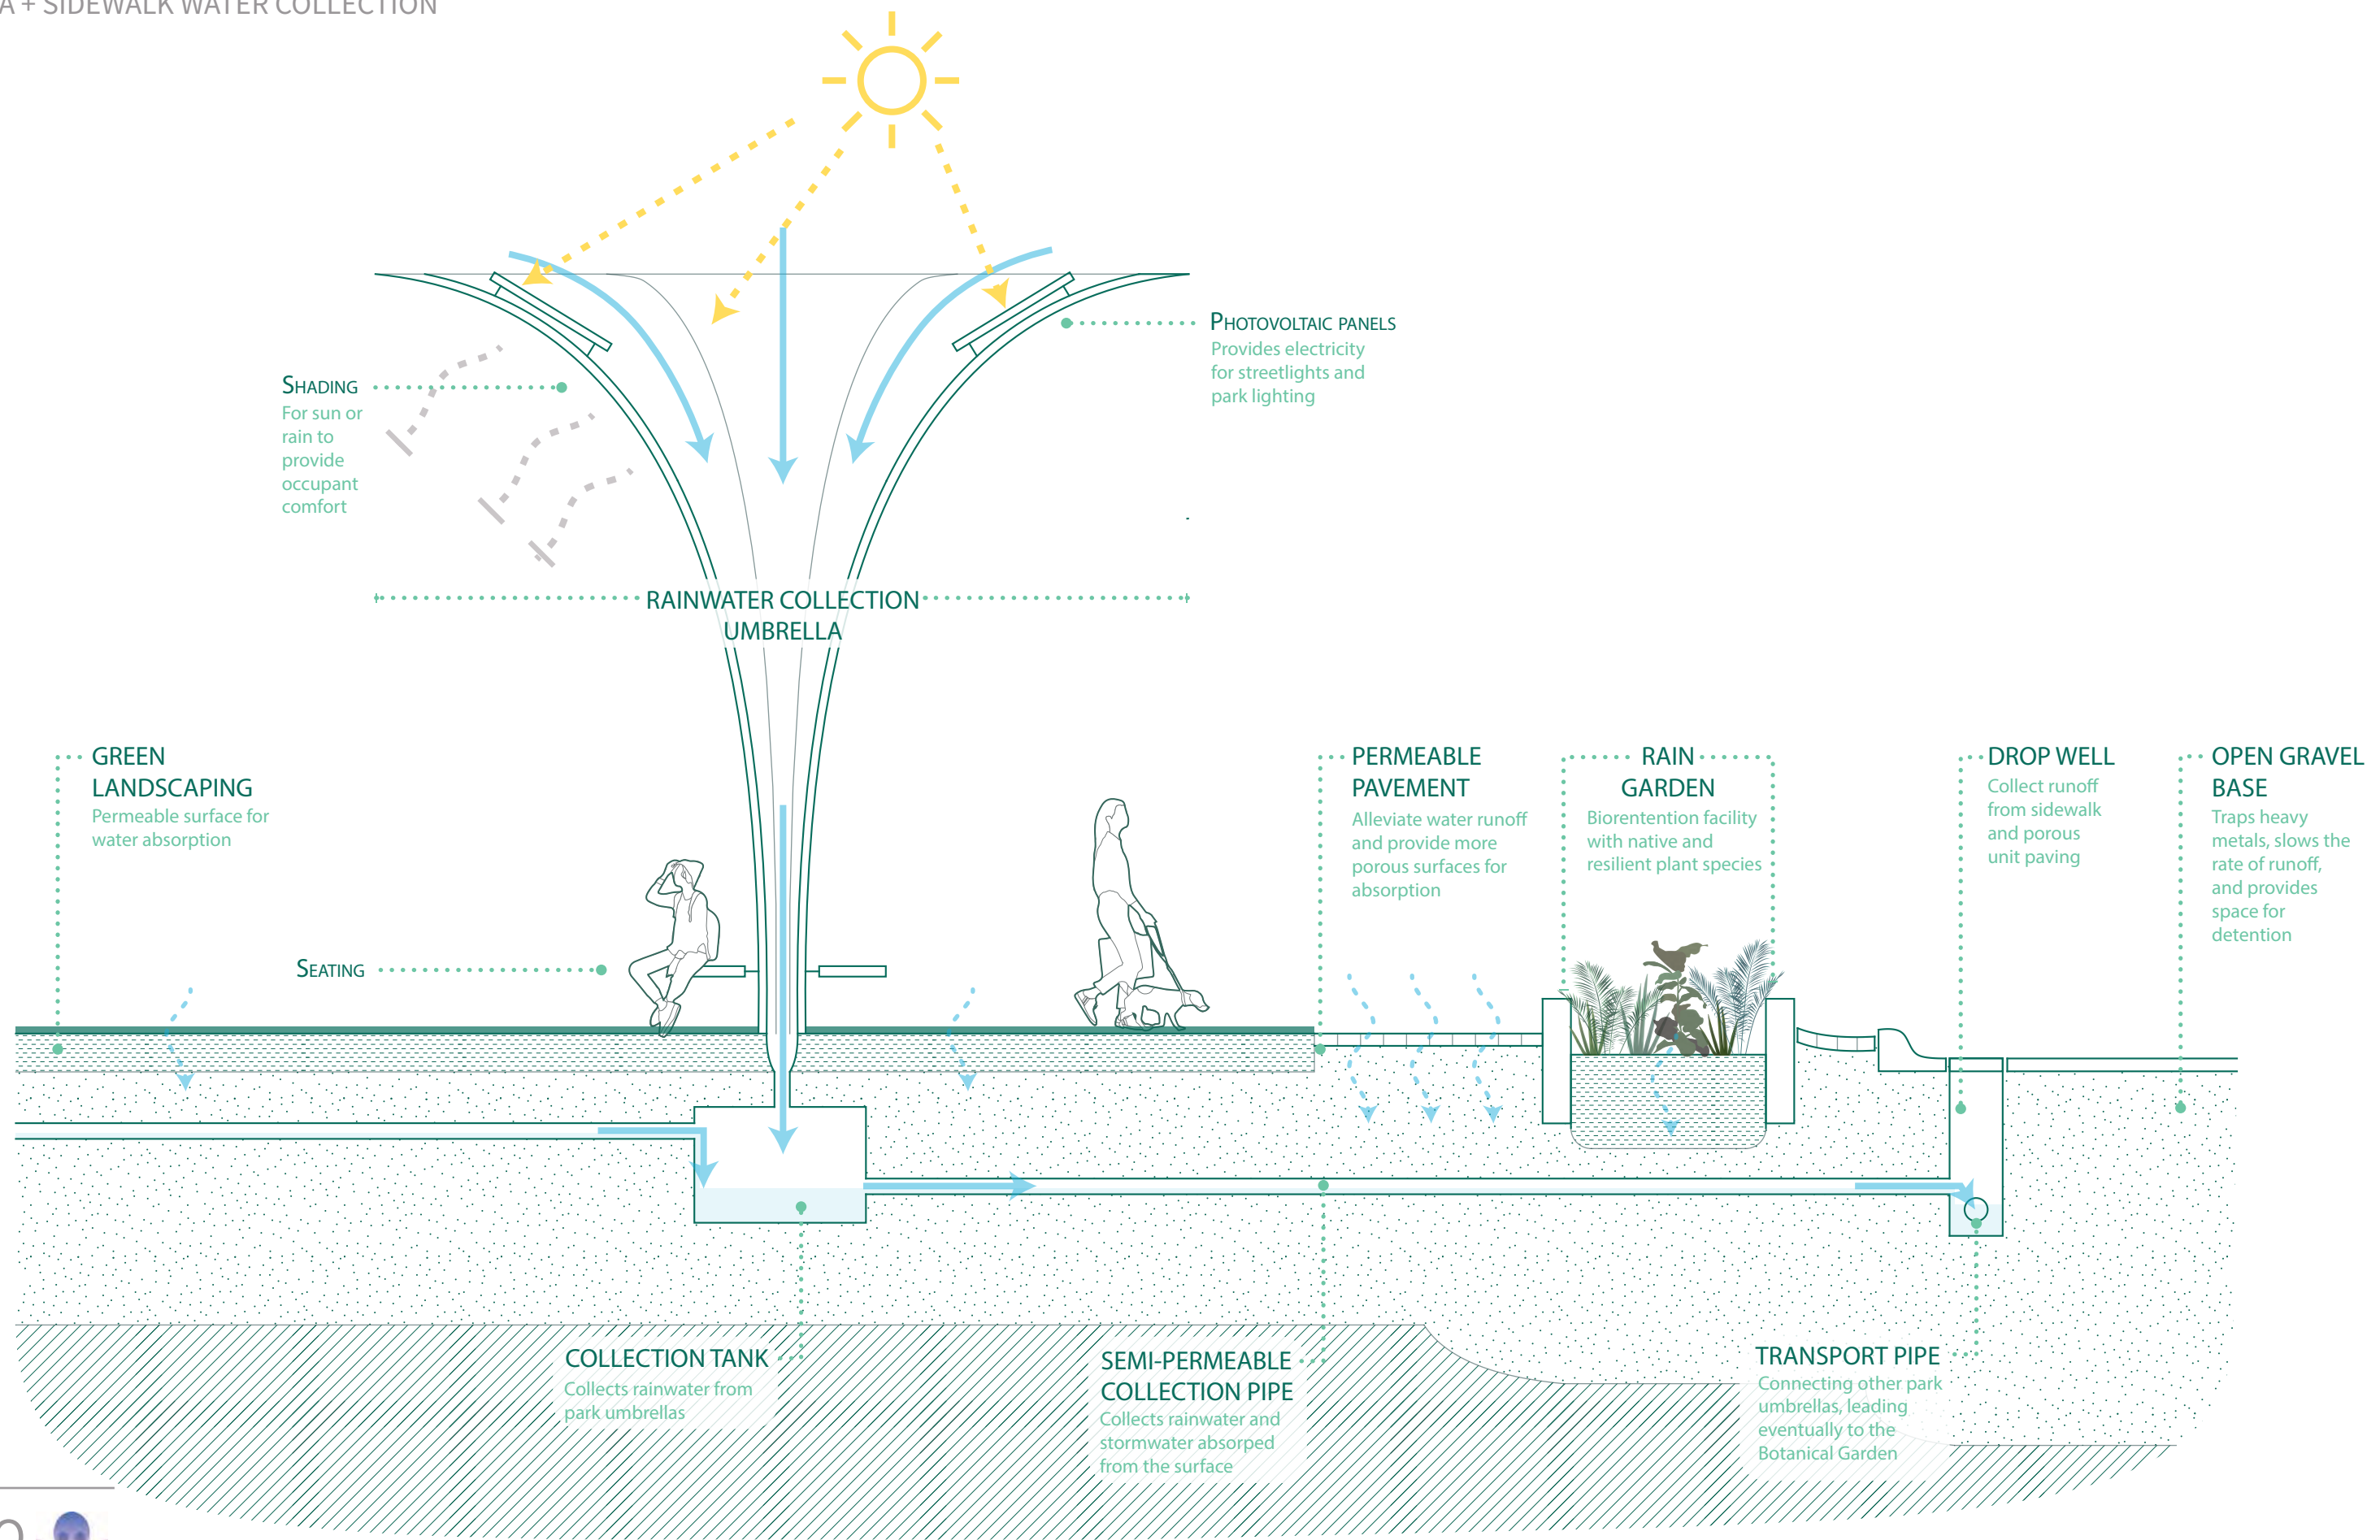 A + SIDEWALK WATER COLLECTION
PHOTOVOLTAIC PANELS
Provides electricity
for streetlights and
park lighting
SHADING
For sun or
rain to
provide
occupant
comfort
RAINWATER COLLECTION
UMBRELLA
GREEN
LANDSCAPING
Permeable surface for
water absorption
SEATING
PERMEABLE
PAVEMENT
Alleviate water runoff
and provide more
porous surfaces for
absorption
RAIN
GARDEN
Biorentention facility
with native and
resilient plant species
DROP WELL
Collect runoff
from sidewalk
and porous
unit paving
OPEN GRAVEL
BASE
Traps heavy
metals, slows the
rate of runoff,
and provides
space for
detention
COLLECTION TANK
Collects rainwater from
park umbrellas
SEMI-PERMEABLE
COLLECTION PIPE
Collects rainwater and
stormwater absorped
from the surface
TRANSPORT PIPE
Connecting other park
umbrellas, leading
eventually to the
Botanical Garden